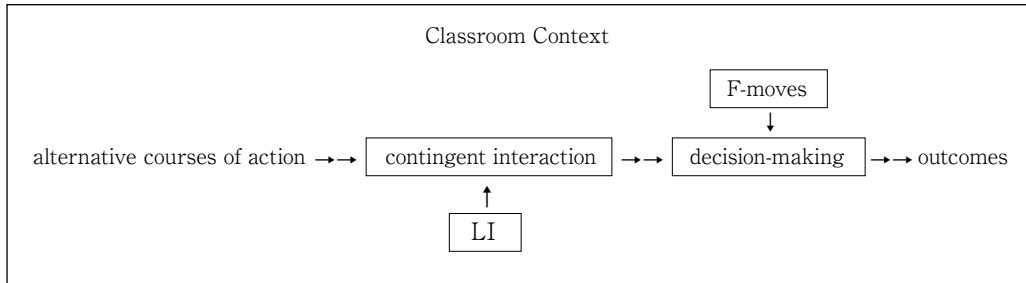 Classroom Context
F-moves
alternative courses of action →→ contingent interaction →→ decision-making →→ outcomes
LI